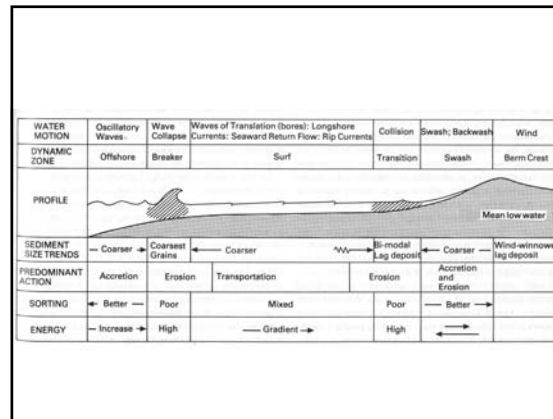 WATER MOTION Oscillatory Waves Wave Collapse Waves of Translation (bores): Longshore Currents: Seaward Return Flow: Rip Currents Collision Swash; Backwash Wind
DYNAMIC ZONE Offshore Breaker Surf Transition Swash Berm Crest
PROFILE Mean low water
SEDIMENT SIZE TRENDS Coarser Coarsest Grains Coarser Bi-modal Lag deposit Coarser Wind-winnowed lag deposit
PREDOMINANT ACTION Accretion Erosion Transportation Erosion Accretion and Erosion
SORTING Better Poor Mixed Poor Better
ENERGY Increase High Gradient High